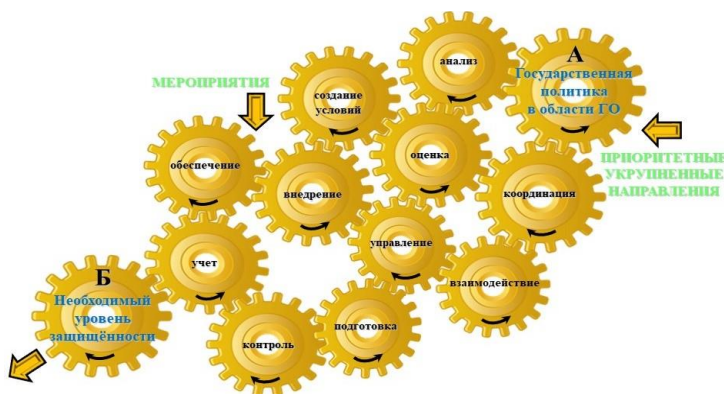 А
Государственная
политика
в области ГО
анализ
МЕРОПРИЯТИЯ
создание
условий
оценка
ПРИОРИТЕТНЫЕ
УКРУПНЕННЫЕ
НАПРАВЛЕНИЯ
обеспечение
внедрение
координация
управление
учет
взаимодействие
Б
Необходимый
уровень
защищённости
контроль
подготовка